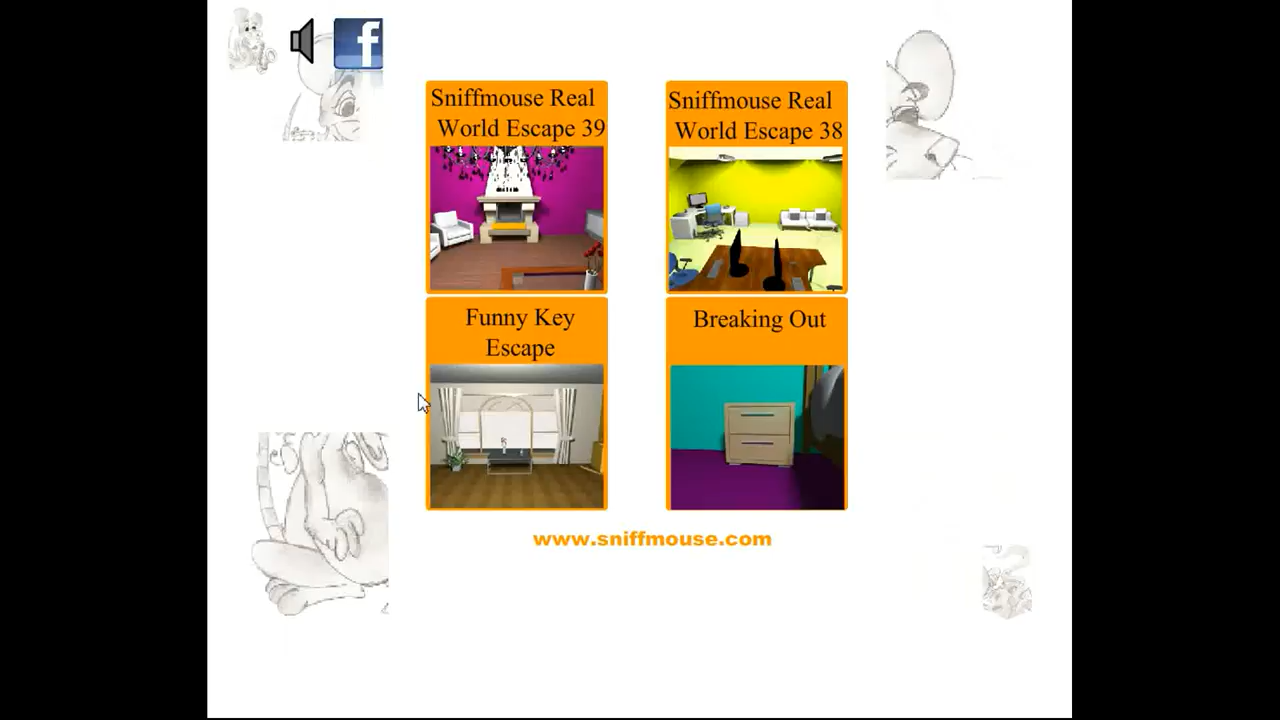 f
Sniffmouse Real
World Escape 39
Sniffmouse Real
World Escape 38
Funny Key
Escape
Breaking Out
www.sniffmouse.com